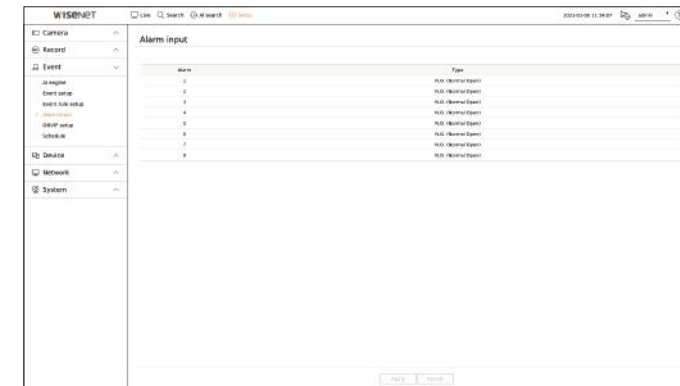 WISENET
Live Search AI search Setup
admin
Camera
Record
Event
AI engine
Event setup
Event rule setup
Alarm input
ONVIF setup
Schedule
Device
Network
System
Alarm input
Alarm Type
1 N.O. (Normal Open)
2 N.O. (Normal Open)
3 N.O. (Normal Open)
4 N.O. (Normal Open)
5 N.O. (Normal Open)
6 N.O. (Normal Open)
7 N.O. (Normal Open)
8 N.O. (Normal Open)
Apply